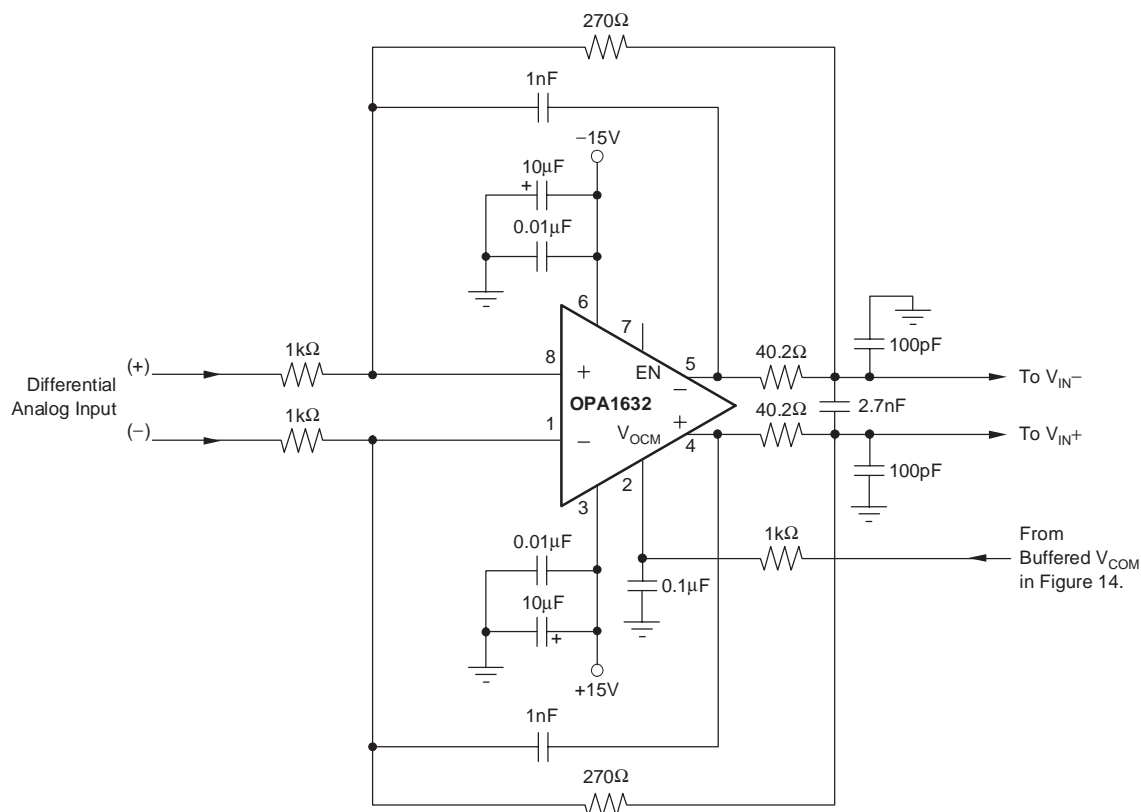 270Ω
1nF
−15V
10μF
+
0.01μF
6
7
1kΩ
40.2Ω
100pF
(+)
8
+
EN
5
−
To V_IN−
Differential
Analog Input
OPA1632
2.7nF
1kΩ
40.2Ω
(−)
1
−
V_OCM
+
4
To V_IN+
2
100pF
3
1kΩ
From
Buffered V_COM
in Figure 14.
0.01μF
0.1μF
10μF
+
+15V
1nF
270Ω